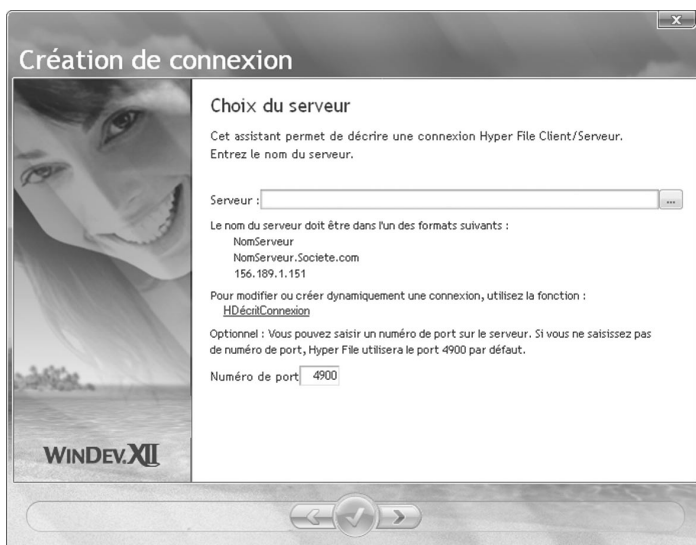 Création de connexion
Choix du serveur
Cet assistant permet de décrire une connexion Hyper File Client/Serveur.
Entrez le nom du serveur.
Serveur :
...
Le nom du serveur doit être dans l'un des formats suivants :
NomServeur
NomServeur.Societe.com
156.189.1.151
Pour modifier ou créer dynamiquement une connexion, utilisez la fonction :
HDécritConnexion
Optionnel : Vous pouvez saisir un numéro de port sur le serveur. Si vous ne saisissez pas
de numéro de port, Hyper File utilisera le port 4900 par défaut.
Numéro de port 4900
WINDEV.XII